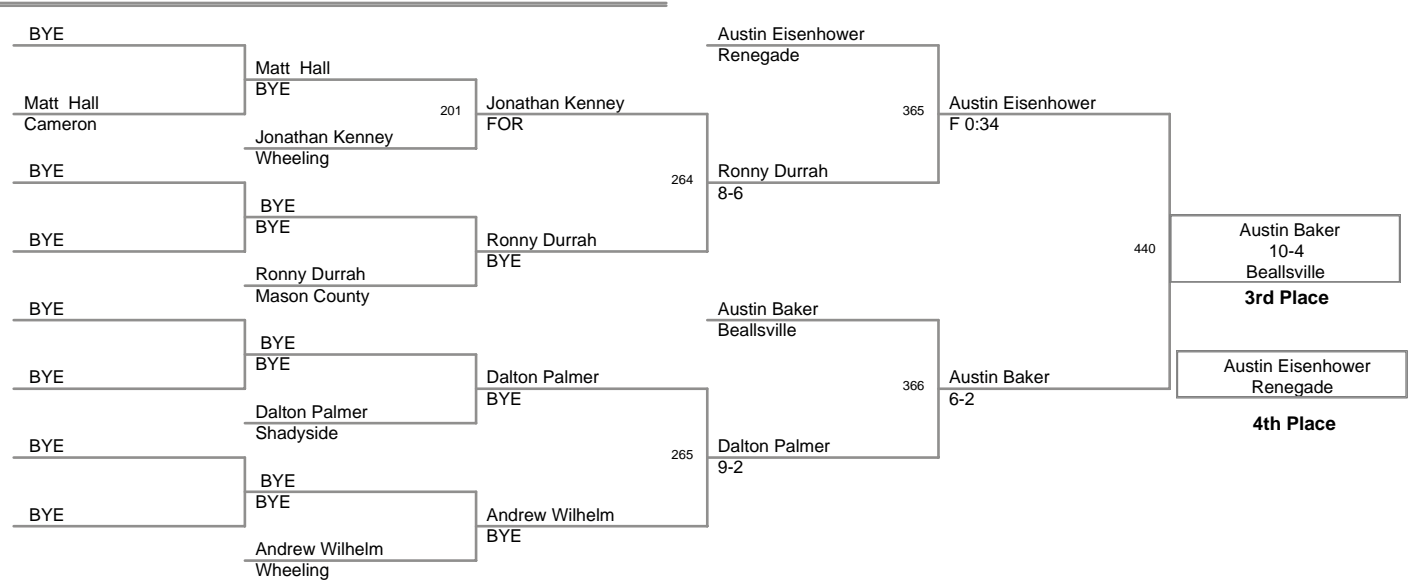 BYE
Matt Hall
Cameron
BYE
BYE
BYE
BYE
BYE
BYE
Matt Hall
BYE
Jonathan Kenney
Wheeling
BYE
BYE
Ronny Durrah
Mason County
BYE
BYE
Dalton Palmer
Shadyside
BYE
BYE
Andrew Wilhelm
Wheeling
201
Jonathan Kenney
FOR
Ronny Durrah
BYE
Dalton Palmer
BYE
Andrew Wilhelm
BYE
264
265
Austin Eisenhower
Renegade
Ronny Durrah
8-6
Austin Baker
Beallsville
Dalton Palmer
9-2
365
366
Austin Eisenhower
F 0:34
Austin Baker
6-2
440
Austin Baker
10-4
Beallsville
3rd Place
Austin Eisenhower
Renegade
4th Place